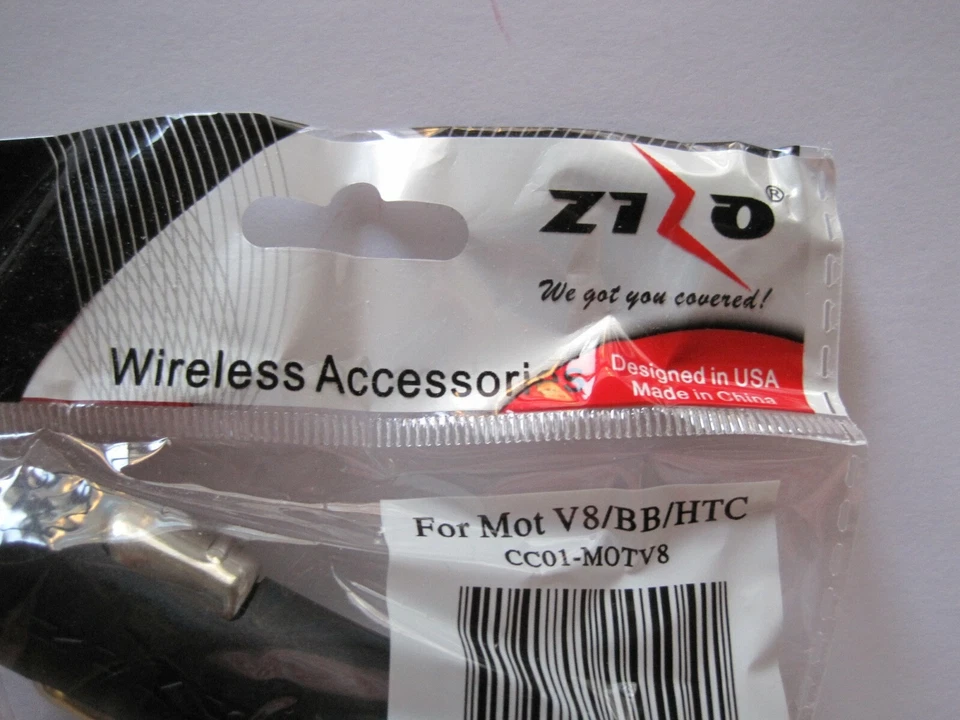 ZIZO®
We got you covered!
Wireless Accessories
Designed in USA
Made in China
For Mot V8/BB/HTC
CC01-MOTV8